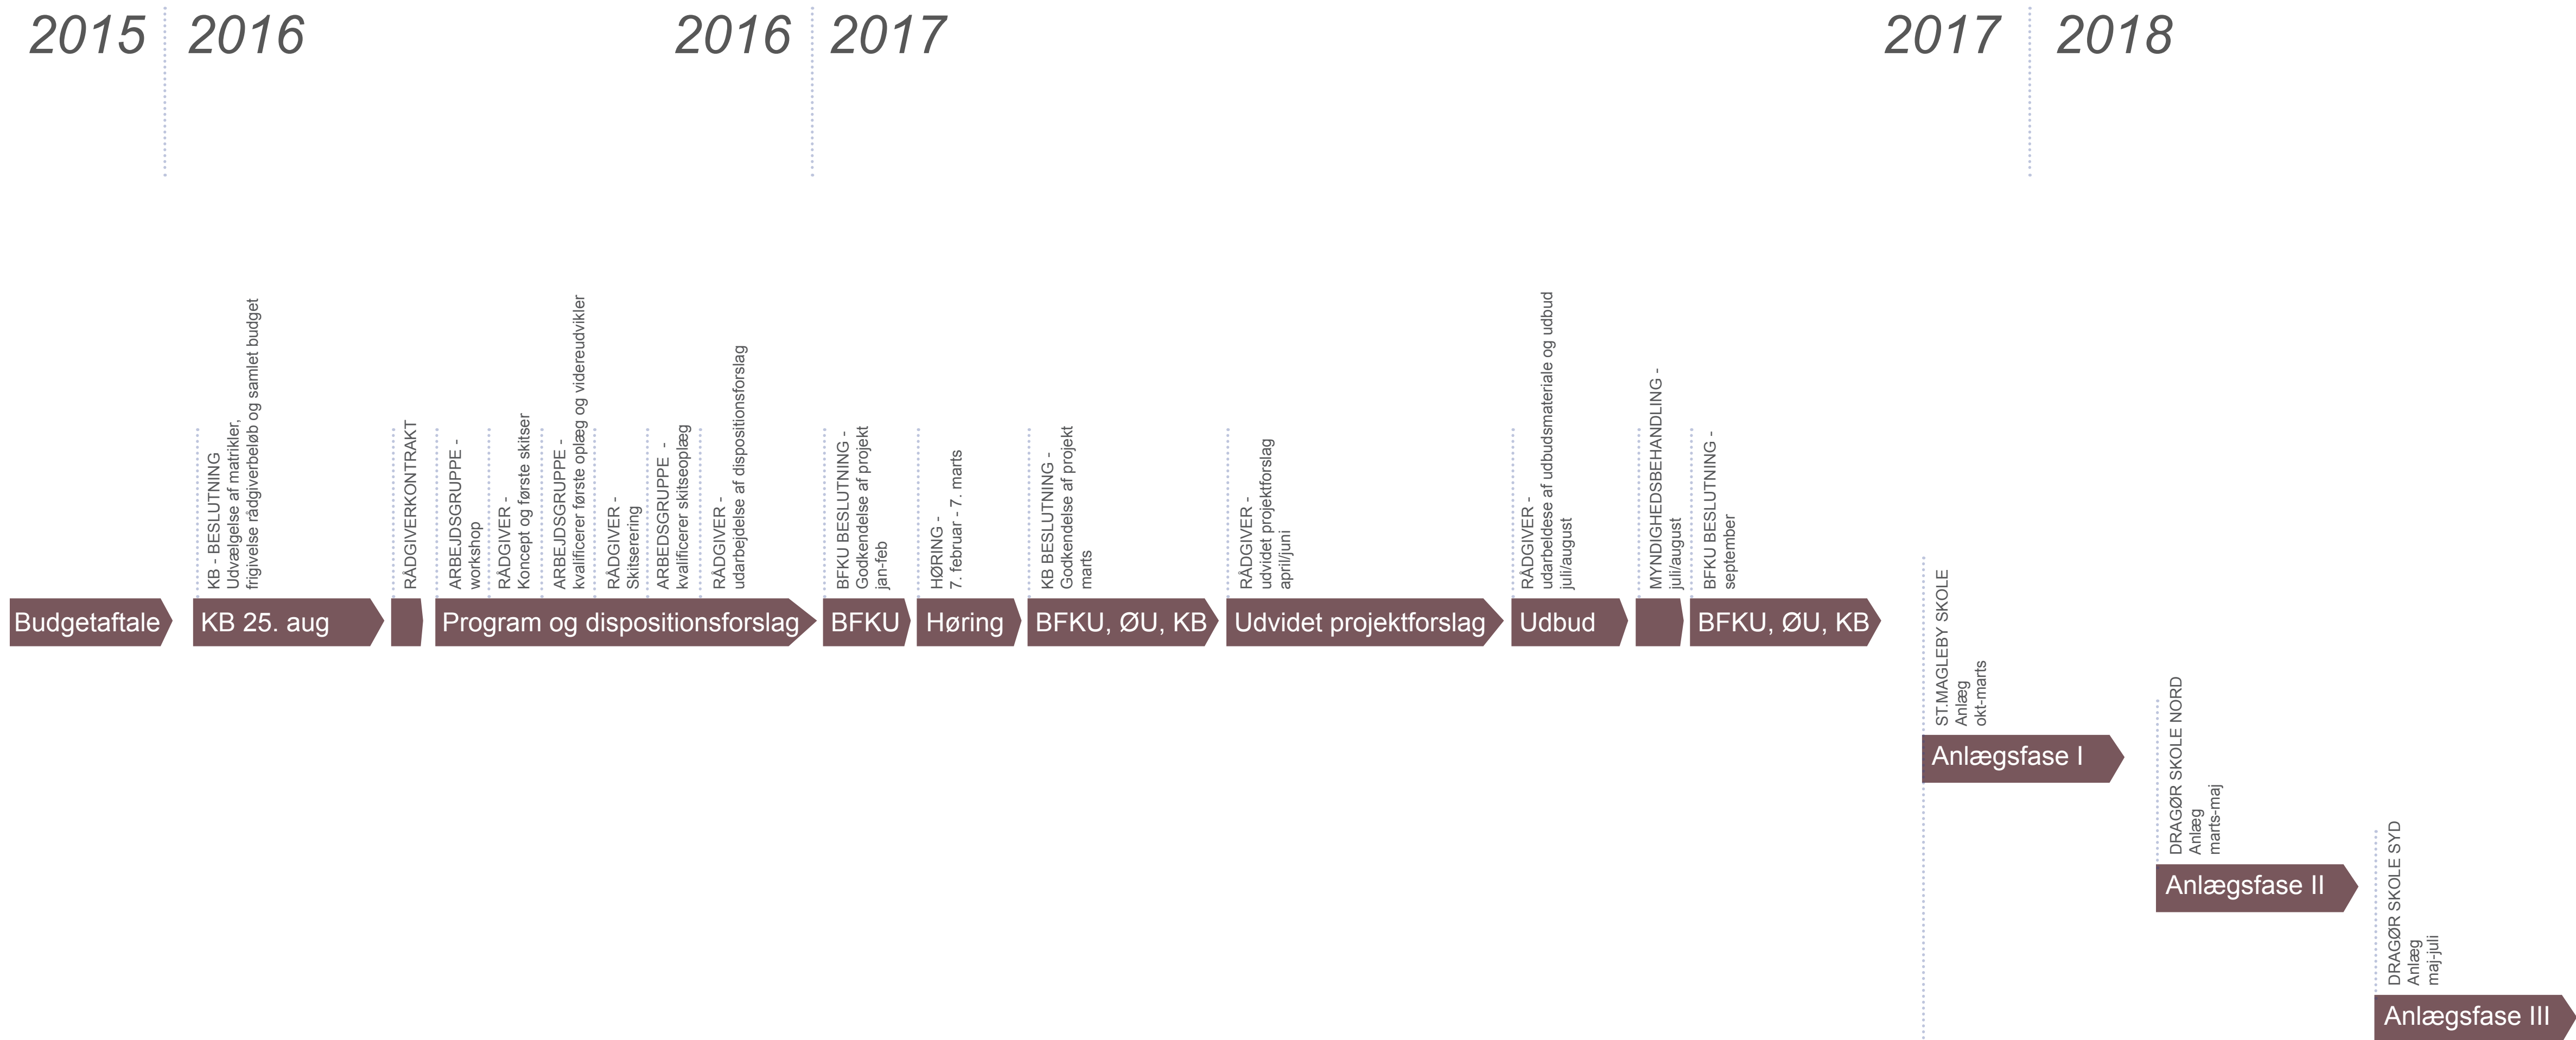 2015
2016
2016
2017
2017
2018
KB - BESLUTNING
Udvælgelse af matrikler,
frigivelse rådgiverbeløb og samlet budget
RÅDGIVERKONTRAKT
ARBEJDSGRUPPE -
workshop
RÅDGIVER -
Koncept og første skitser
ARBEJDSGRUPPE -
kvalificerer første oplæg og videreudvikler
RÅDGIVER -
Skitserering
ARBEDSGRUPPE -
kvalificerer skitseoplæg
RÅDGIVER -
udarbejdelse af dispositionsforslag
BFKU BESLUTNING -
Godkendelse af projekt
jan-feb
HØRING -
7. februar - 7. marts
KB BESLUTNING -
Godkendelse af projekt
marts
RÅDGIVER -
udvidet projektforslag
april/juni
RÅDGIVER -
udarbeldese af udbudsmateriale og udbud
juli/august
MYNDIGHEDSBEHANDLING -
juli/august
BFKU BESLUTNING -
september
Budgetaftale
KB 25. aug
Program og dispositionsforslag
BFKU
Høring
BFKU, ØU, KB
Udvidet projektforslag
Udbud
BFKU, ØU, KB
ST.MAGLEBY SKOLE
Anlæg
okt-marts
Anlægsfase I
DRAGØR SKOLE NORD
Anlæg
marts-maj
Anlægsfase II
DRAGØR SKOLE SYD
Anlæg
maj-juli
Anlægsfase III